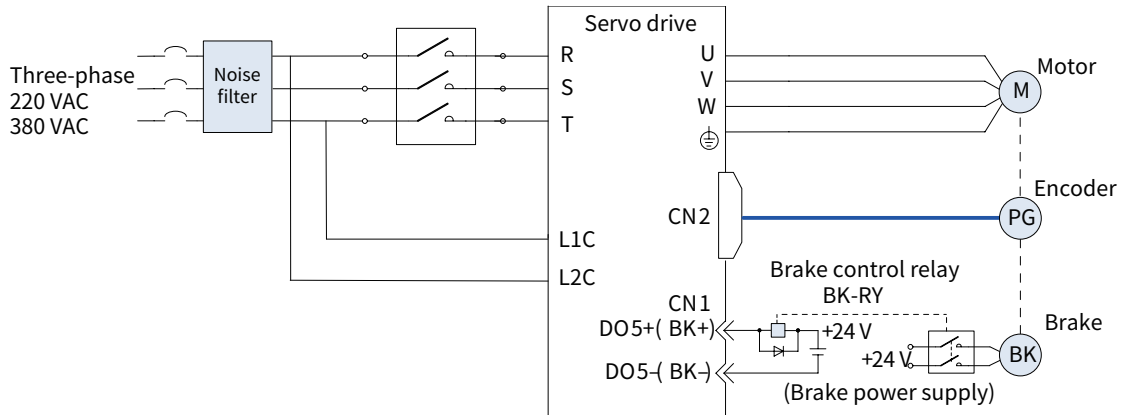 Servo drive
Three-phase
220 VAC
380 VAC
Noise
filter
R
S
T
U
V
W
Motor
M
Encoder
CN2
PG
L1C
L2C
Brake control relay
BK-RY
CN1
DO5+( BK+)
+24 V
Brake
+24 V
BK
DO5-( BK-)
(Brake power supply)